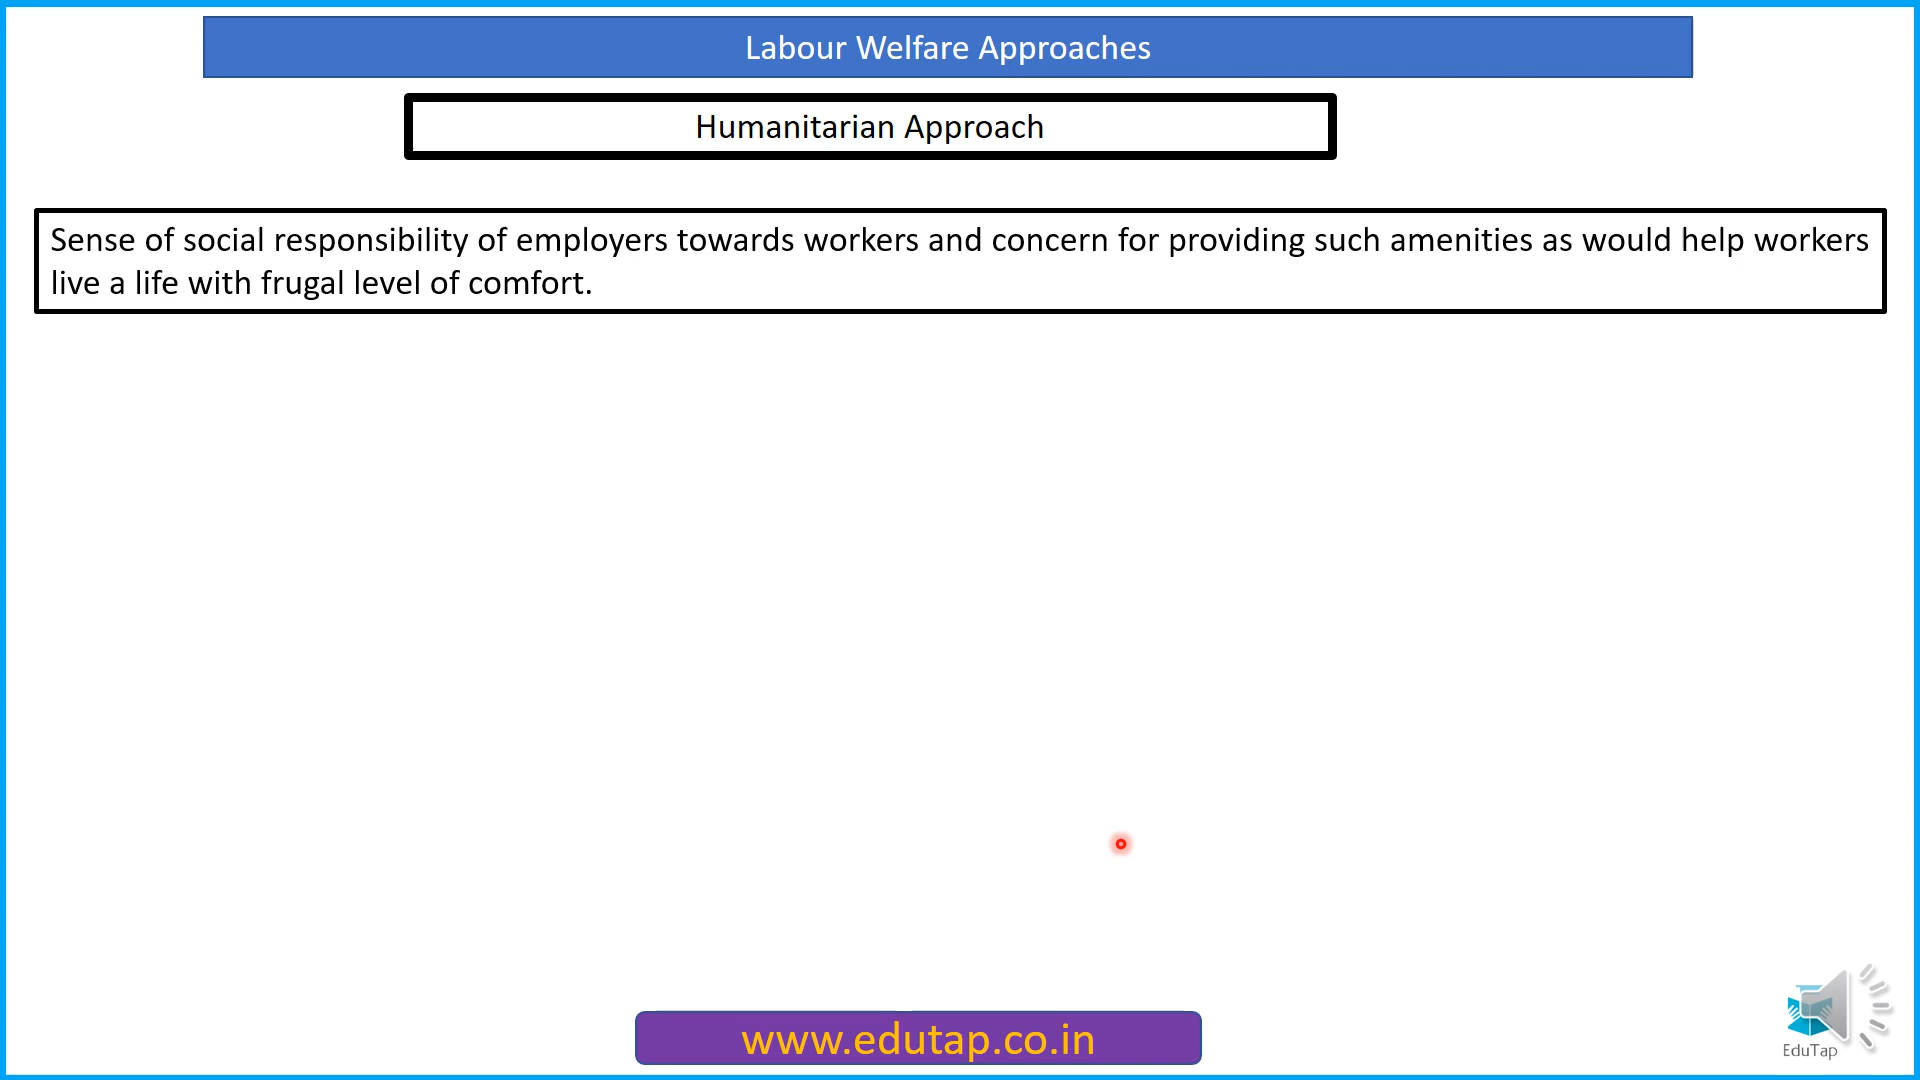 Labour Welfare Approaches
Humanitarian Approach
Sense of social responsibility of employers towards workers and concern for providing such amenities as would help workers
live a life with frugal level of comfort.
www.edutap.co.in
EduTap